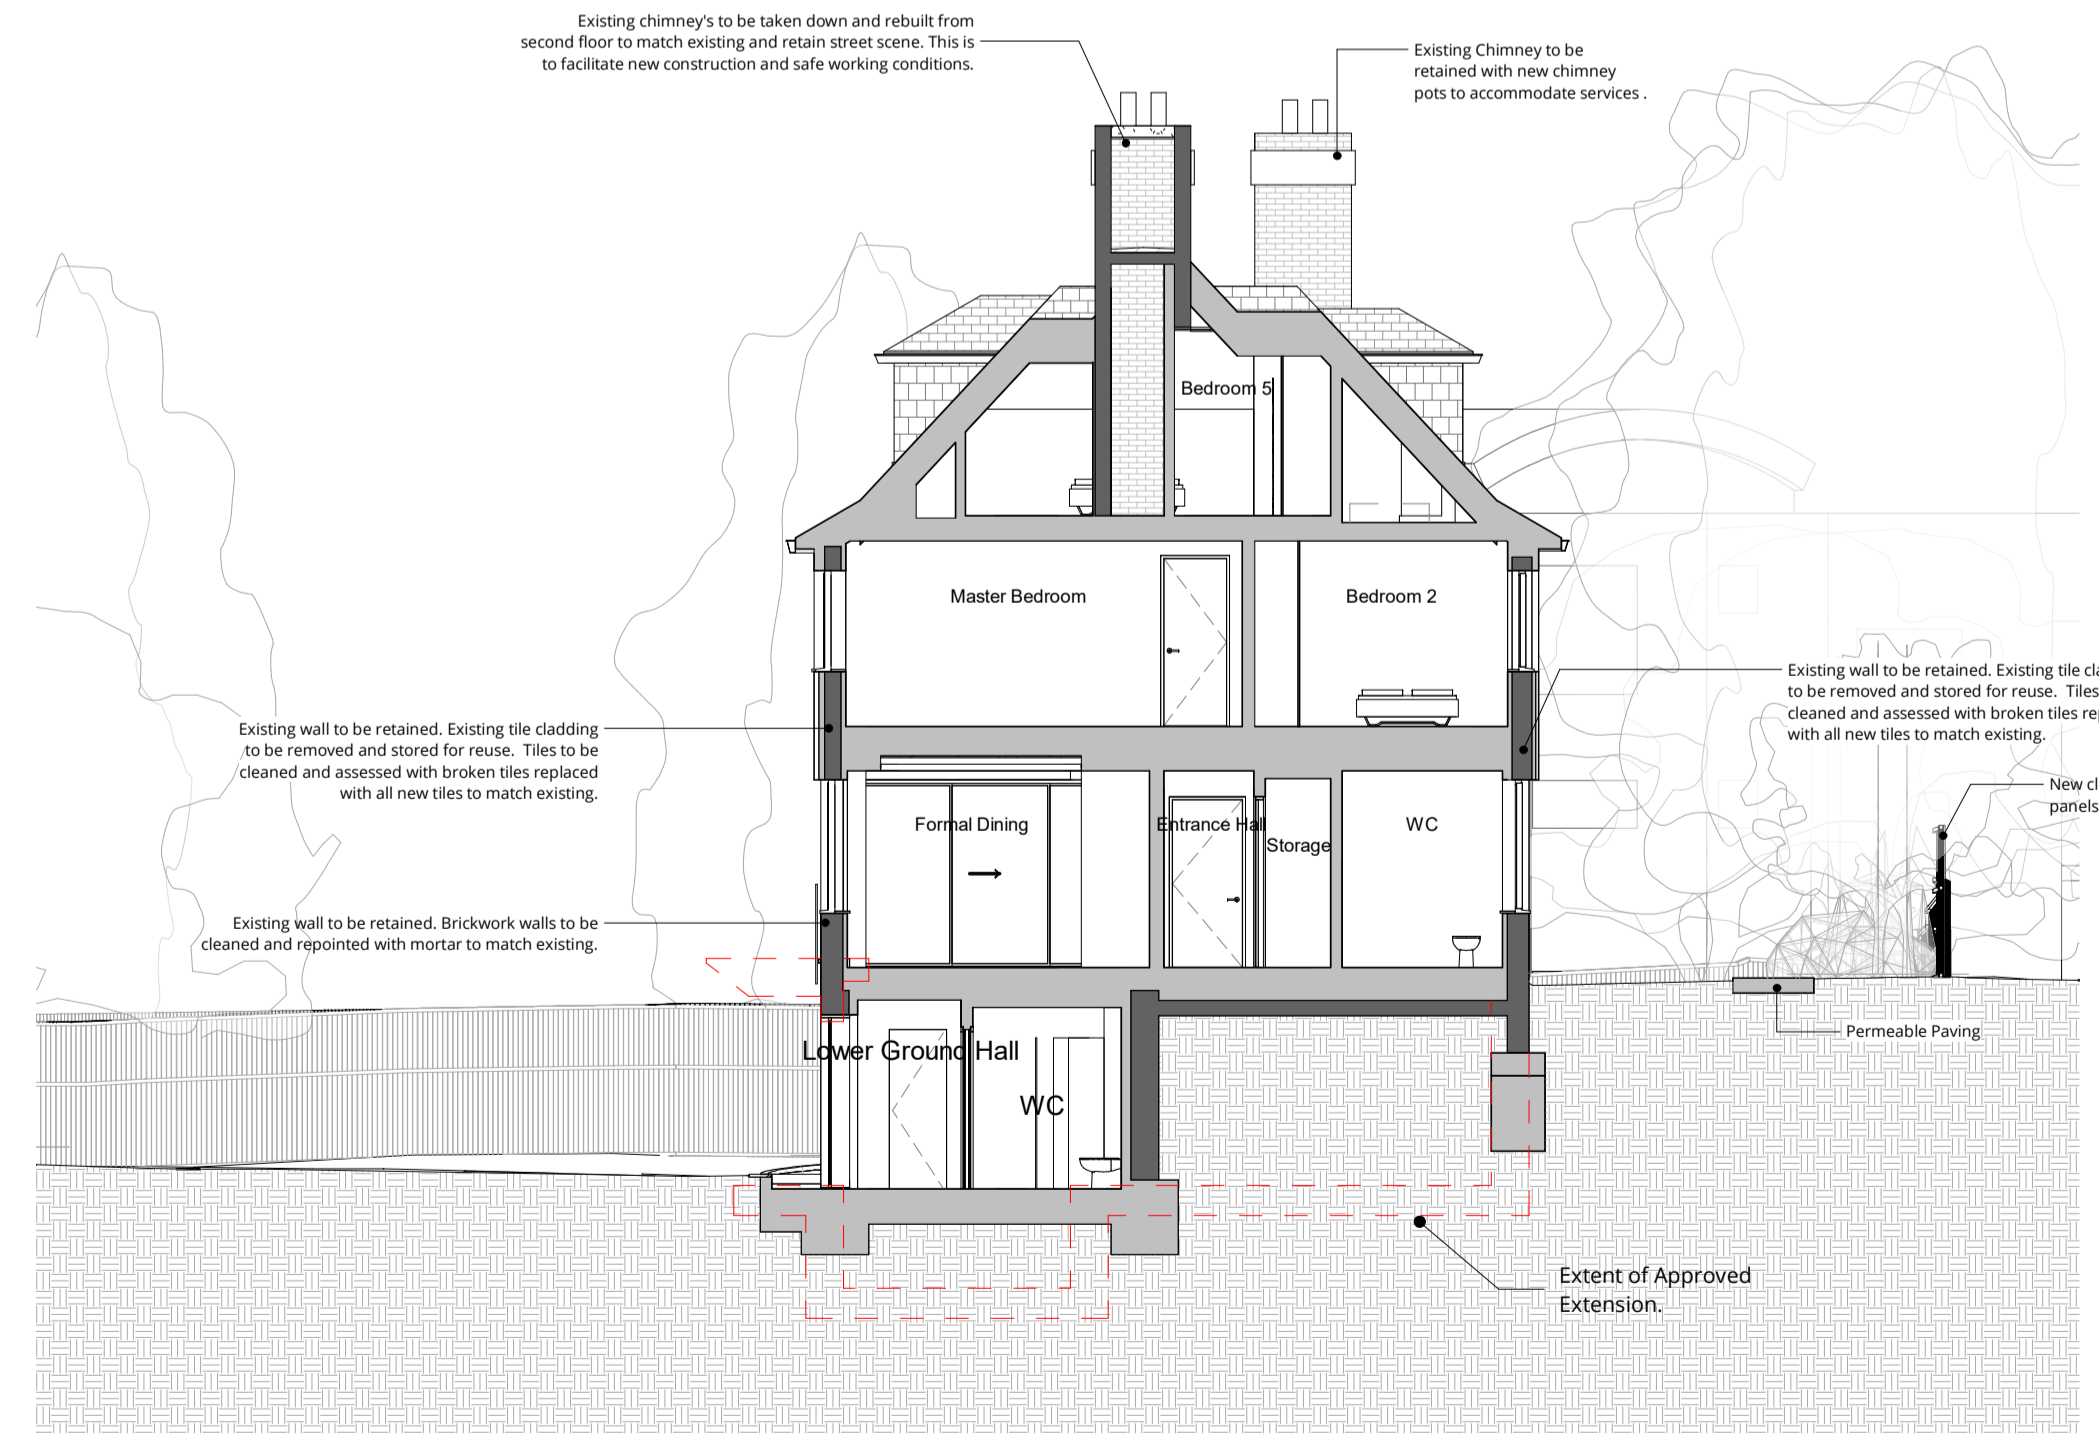 Existing chimney's to be taken down and rebuilt from
second floor to match existing and retain street scene. This is
to facilitate new construction and safe working conditions.
Existing Chimney to be
retained with new chimney
pots to accommodate services .
Bedroom 5
Master Bedroom
Bedroom 2
Existing wall to be retained. Existing tile
to be removed and stored for reuse. Tiles
cleaned and assessed with broken tiles
with all new tiles to match existing.
Existing wall to be retained. Existing tile cladding
to be removed and stored for reuse. Tiles to be
cleaned and assessed with broken tiles replaced
with all new tiles to match existing.
New
panels
Formal Dining
Entrance Hall
Storage
WC
Existing wall to be retained. Brickwork walls to be
cleaned and repointed with mortar to match existing.
Permeable Paving
Lower Ground Hall
WC
Extent of Approved
Extension.